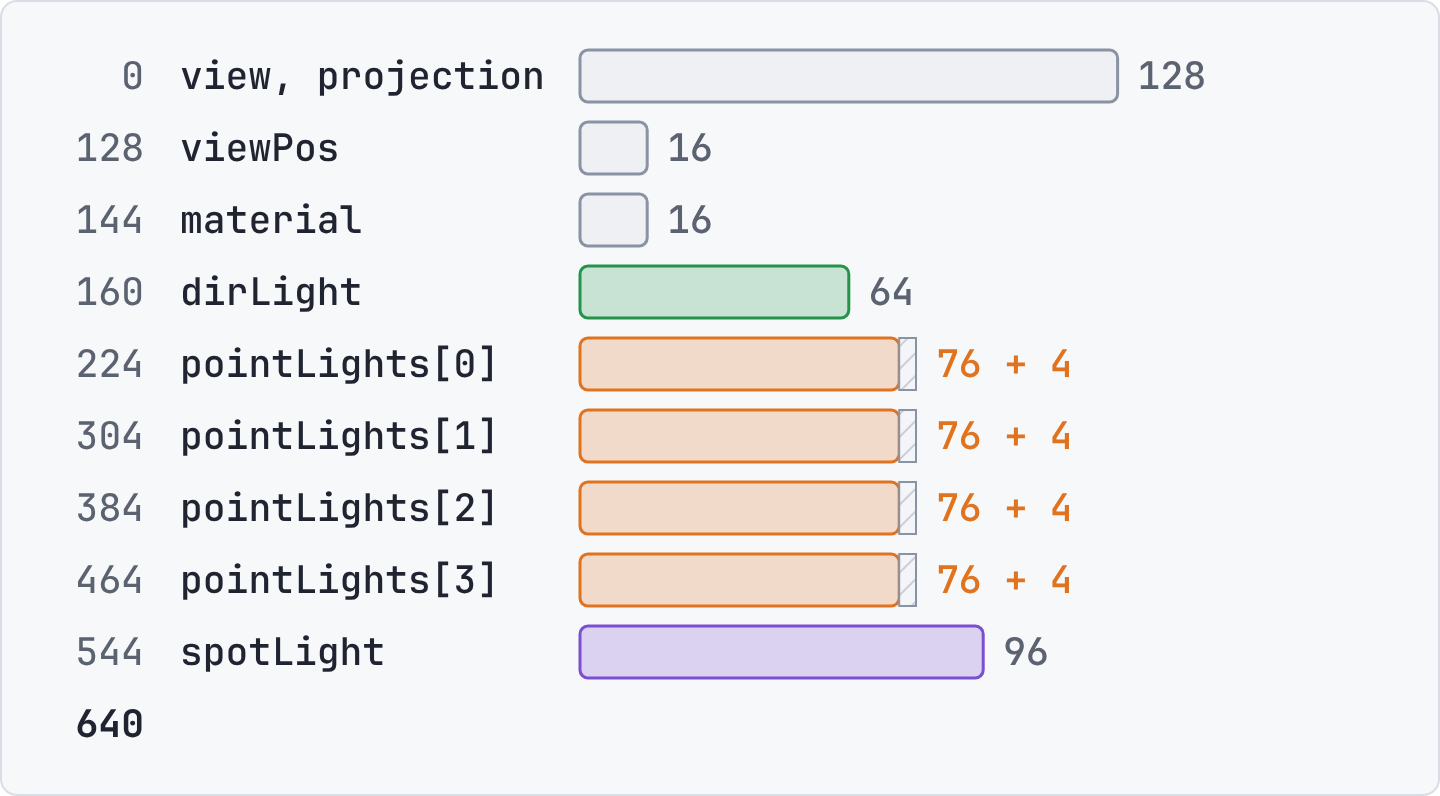 0 view, projection 128
128 viewPos 16
144 material 16
160 dirLight 64
224 pointLights[0] 76 + 4
304 pointLights[1] 76 + 4
384 pointLights[2] 76 + 4
464 pointLights[3] 76 + 4
544 spotLight 96
640